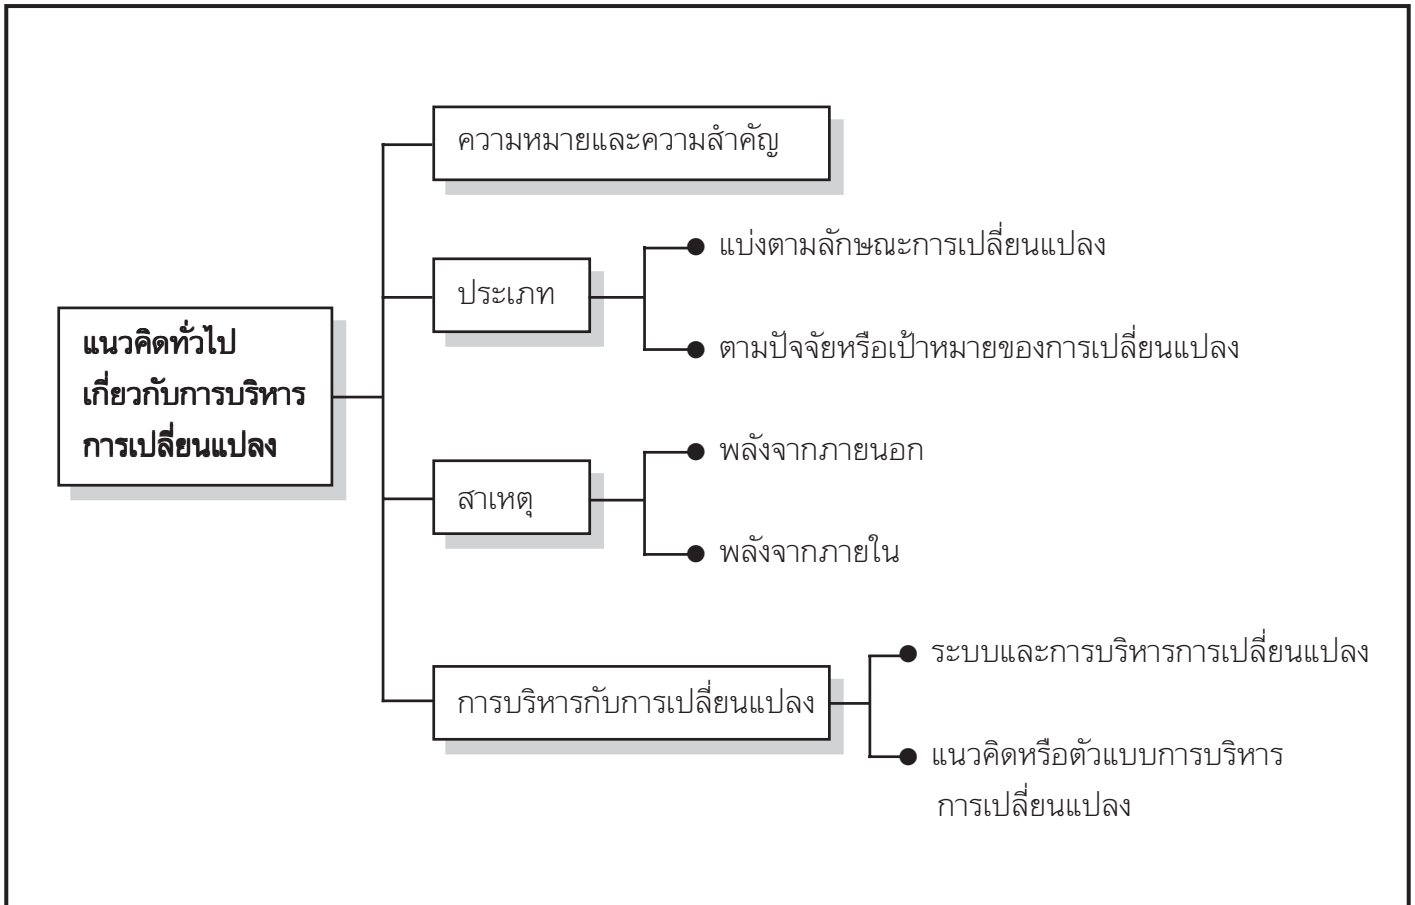 แนวคิดทั่วไป
เกี่ยวกับการบริหาร
การเปลี่ยนแปลง
ความหมายและความสำคัญ
ประเภท
แบ่งตามลักษณะการเปลี่ยนแปลง
ตามปัจจัยหรือเป้าหมายของการเปลี่ยนแปลง
สาเหตุ
พลังจากภายนอก
พลังจากภายใน
การบริหารกับการเปลี่ยนแปลง
ระบบและการบริหารการเปลี่ยนแปลง
แนวคิดหรือตัวแบบการบริหาร
การเปลี่ยนแปลง